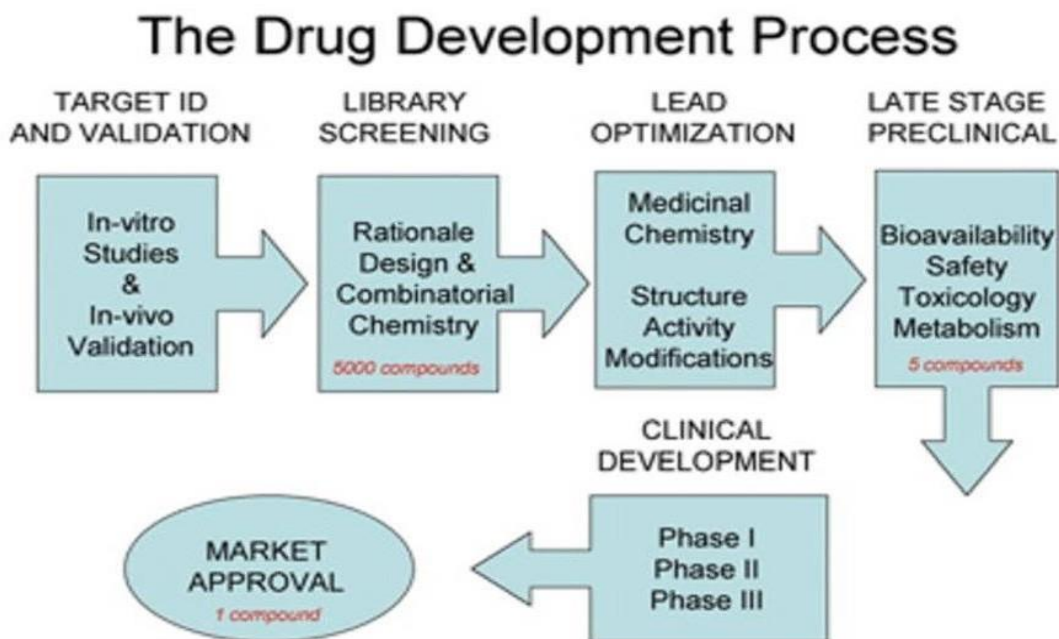 The Drug Development Process
TARGET ID
AND VALIDATION
In-vitro
Studies
&
In-vivo
Validation
LIBRARY
SCREENING
Rationale
Design &
Combinatorial
Chemistry
5000 compounds
LEAD
OPTIMIZATION
Medicinal
Chemistry
Structure
Activity
Modifications
LATE STAGE
PRECLINICAL
Bioavailability
Safety
Toxicology
Metabolism
5 compounds
CLINICAL
DEVELOPMENT
Phase I
Phase II
Phase III
MARKET
APPROVAL
1 compound